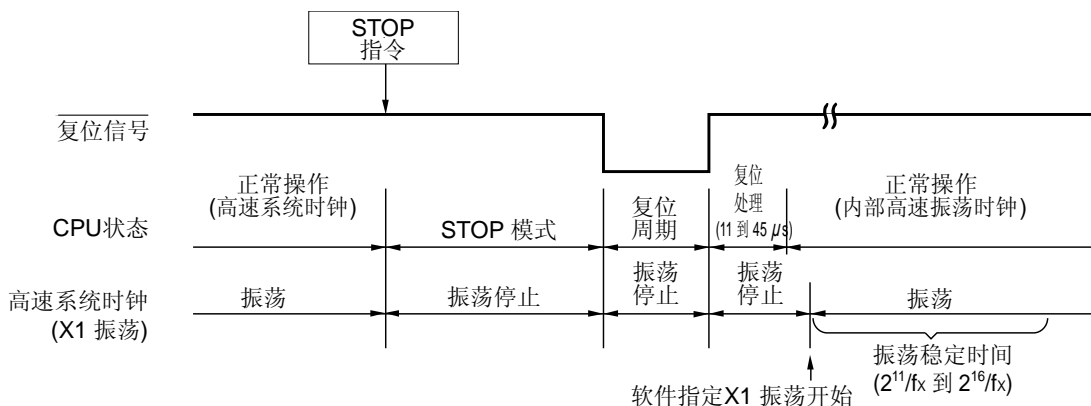 STOP
指令
复位信号
正常操作
(高速系统时钟)
复位
周期
复位
处理
(11 到 45 μs)
正常操作
(内部高速振荡时钟)
CPU状态
STOP 模式
高速系统时钟
(X1 振荡)
振荡
振荡停止
振荡
停止
振荡
停止
振荡
振荡稳定时间
(2¹¹/fx 到 2¹⁶/fx)
软件指定X1 振荡开始